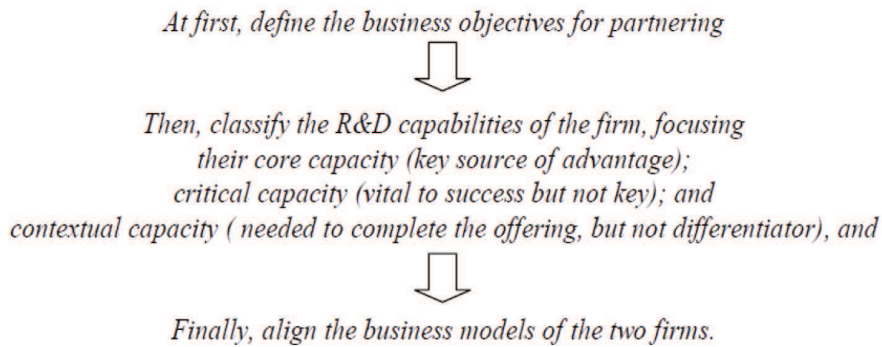 At first, define the business objectives for partnering
Then, classify the R&D capabilities of the firm, focusing
their core capacity (key source of advantage);
critical capacity (vital to success but not key); and
contextual capacity ( needed to complete the offering, but not differentiator), and
Finally, align the business models of the two firms.